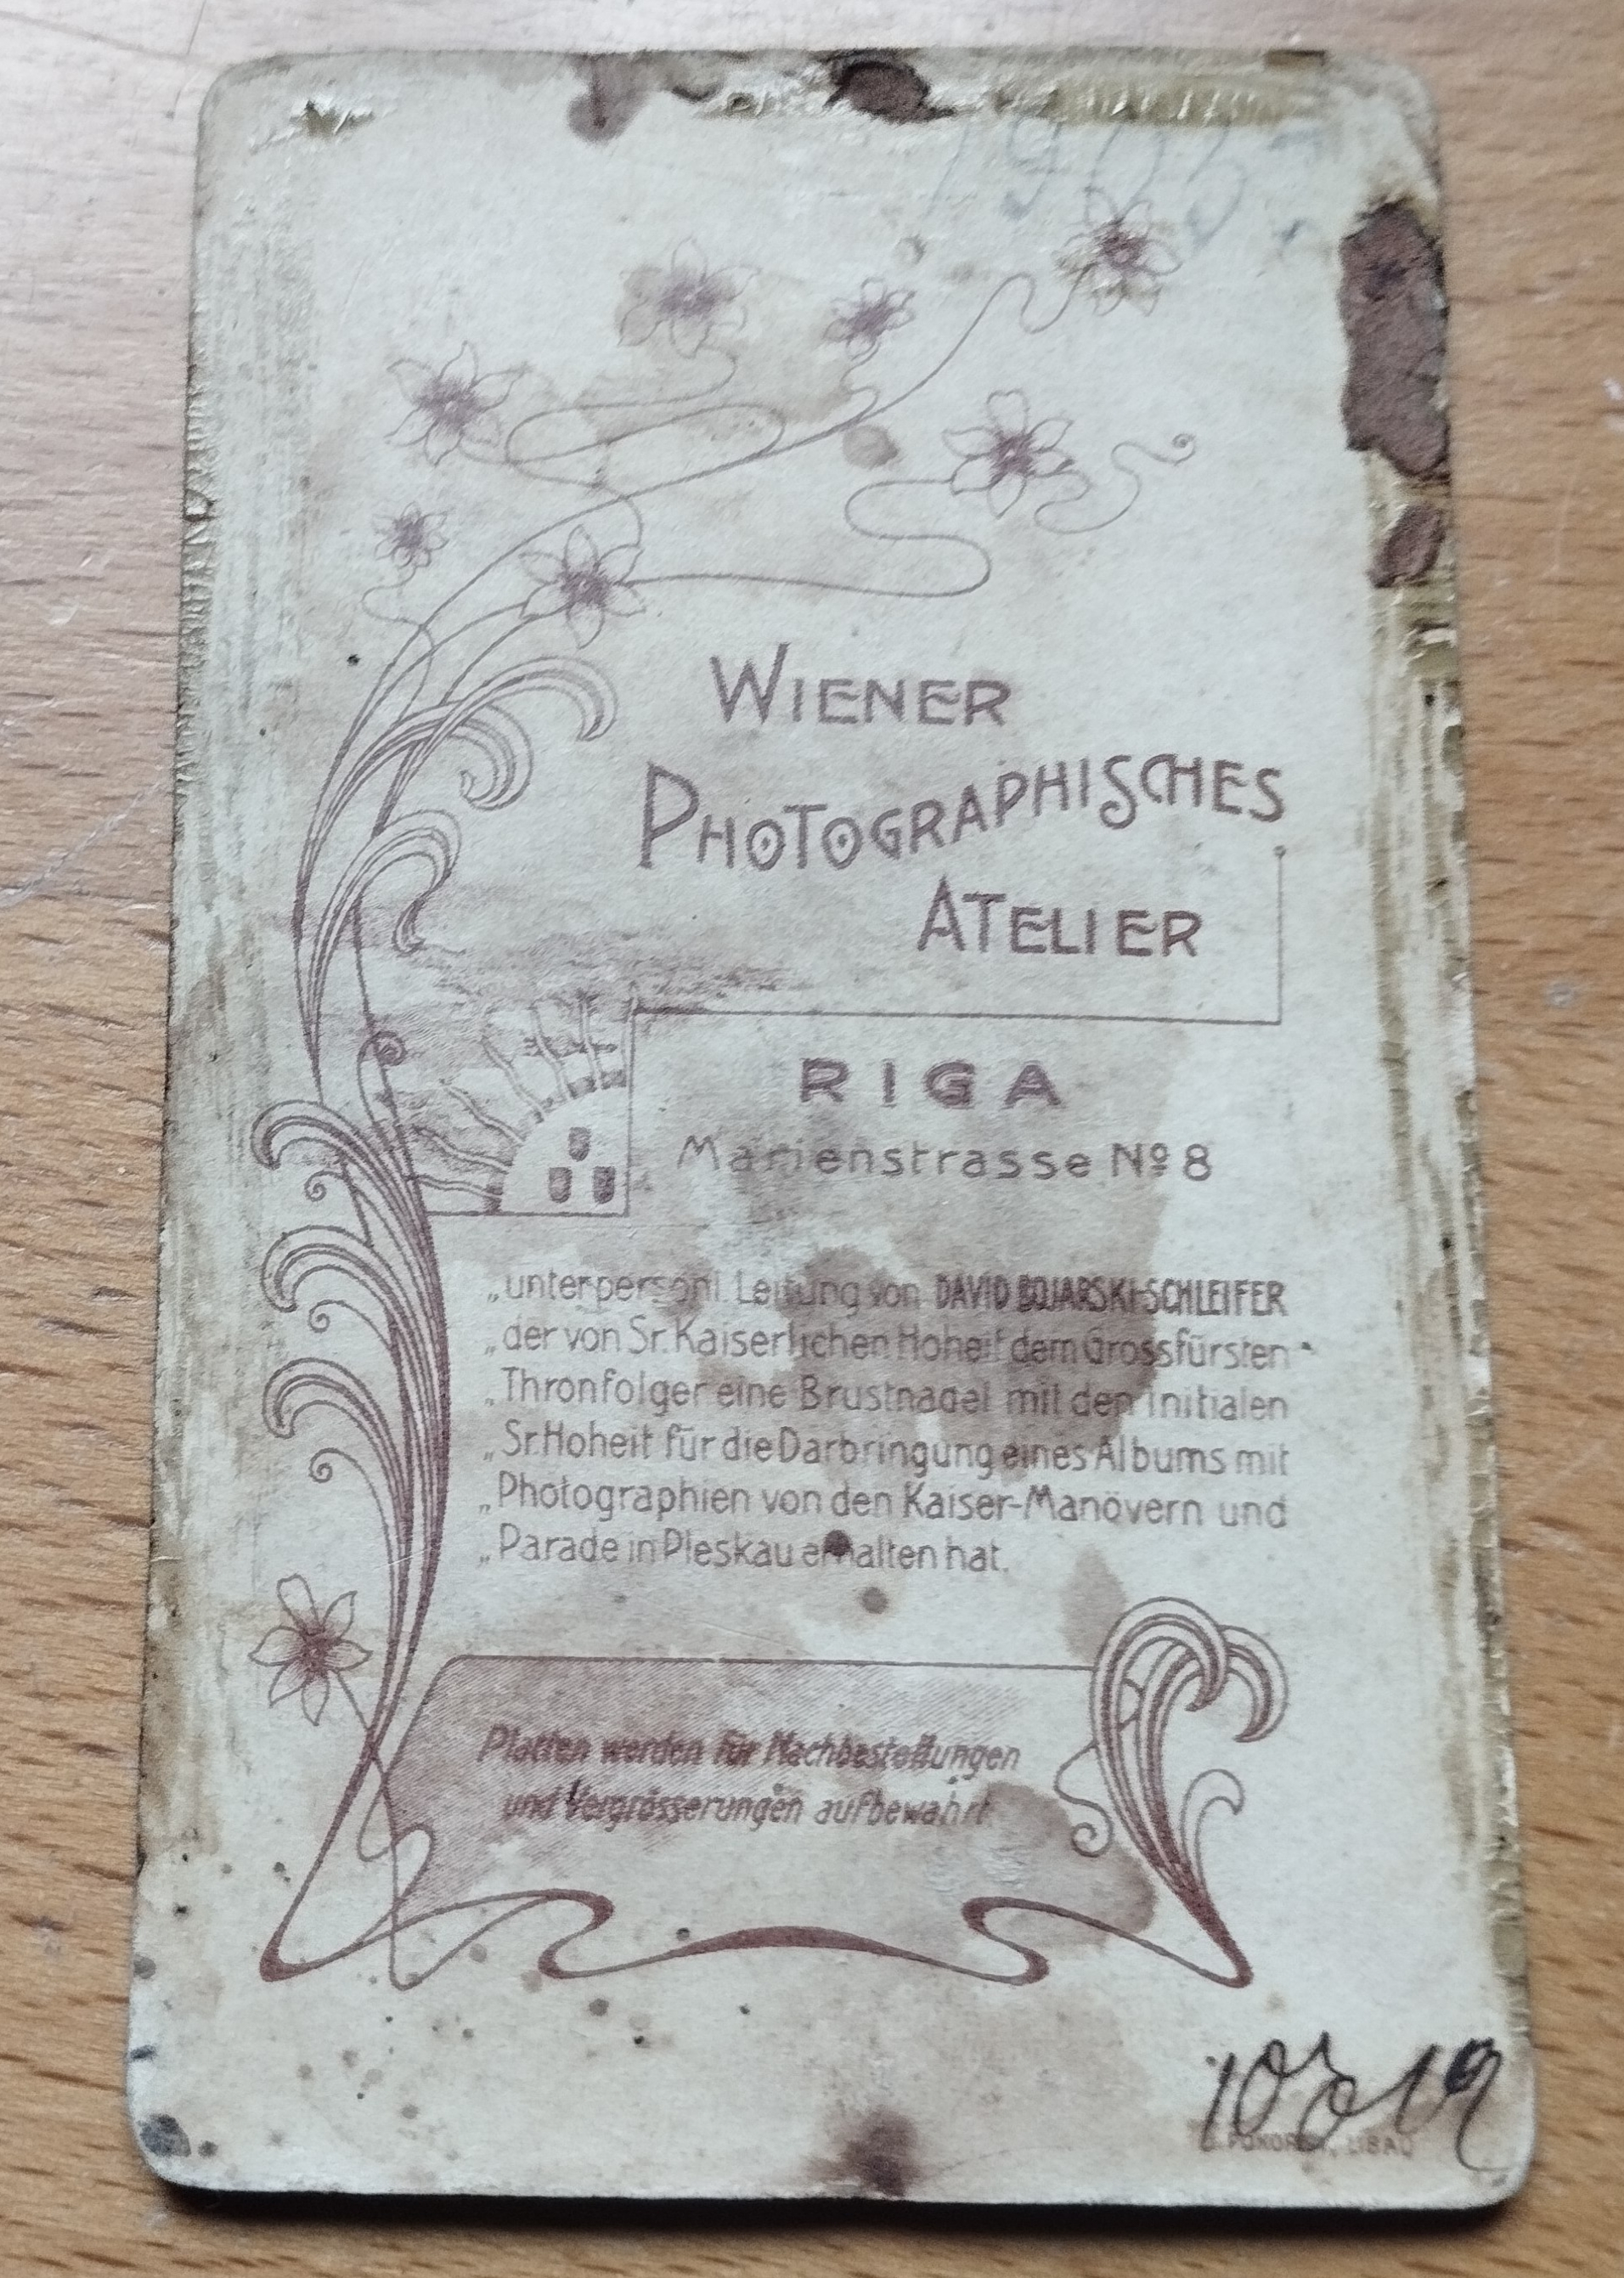 WIENER
PHOTOGRAPHISCHES
ATELIER
RIGA
Marienstrasse Nº 8
„unter persönl. Leitung von DAVID BOJARSKI-SCHLEIFER
„der von Sr. Kaiserlichen Hoheit dem Grossfürsten-
„Thronfolger eine Brustnadel mit den Initialen
„Sr. Hoheit für die Darbringung eines Albums mit
„Photographien von den Kaiser-Manövern und
„Parade in Pleskau erhalten hat.
Platten werden für Nachbestellungen
und Vergrösserungen aufbewahrt
LIBAU